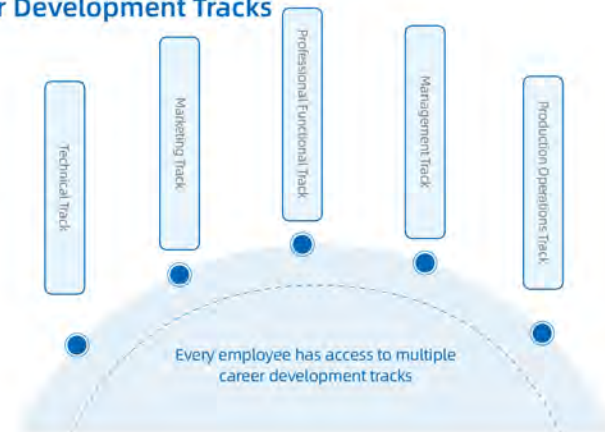 r Development Tracks
Technical Track
Marketing Track
Professional Functional Track
Management Track
Production Operations Track
Every employee has access to multiple
career development tracks